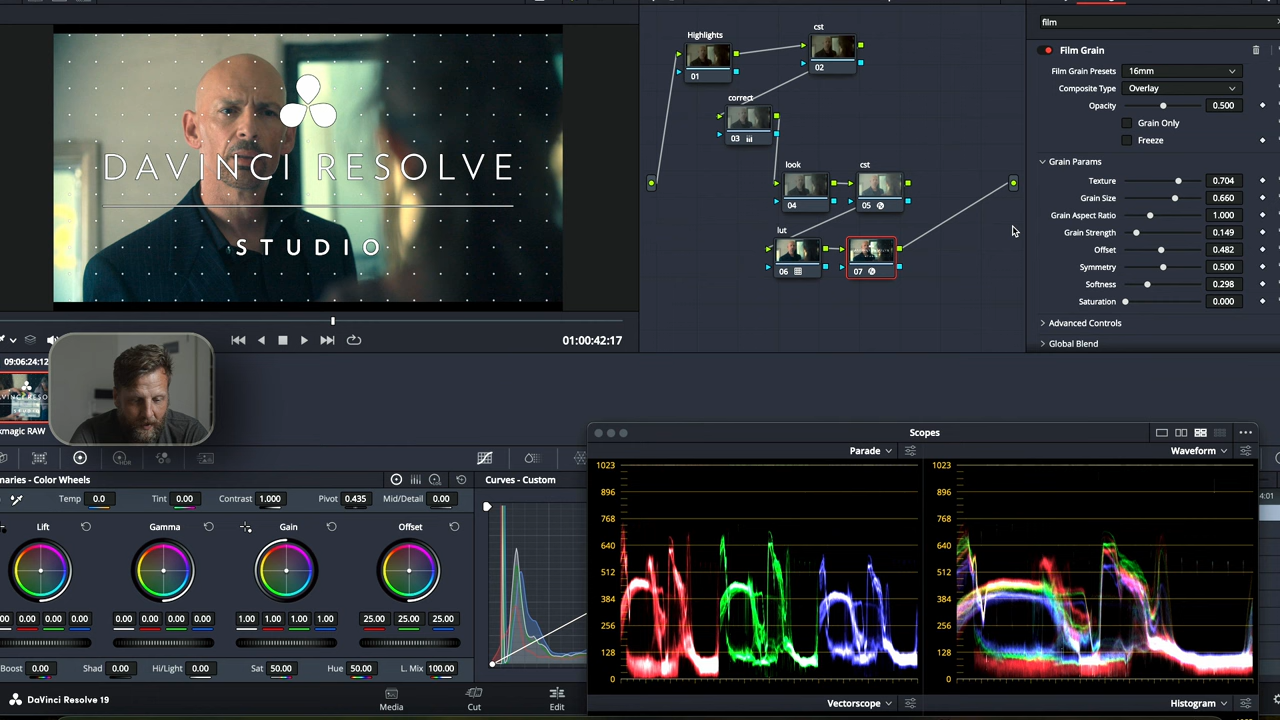 DAVINCI RESOLVE
STUDIO
01:00:42:17
Highlights
01
cst
02
correct
03
look
04
cst
05
lut
06
07
film
Film Grain
Film Grain Presets 16mm
Composite Type Overlay
Opacity 0.500
Grain Only
Freeze
Grain Params
Texture 0.704
Grain Size 0.660
Grain Aspect Ratio 1.000
Grain Strength 0.149
Offset 0.482
Symmetry 0.500
Softness 0.298
Saturation 0.000
Advanced Controls
Global Blend
09:06:24:12
kmagic RAW
maries - Color Wheels
Temp 0.0 Tint 0.00 Contrast 1.000 Pivot 0.435 Mid/Detail 0.00
Lift Gamma Gain Offset
0.00 0.00 0.00 0.00 0.00 0.00 0.00 1.00 1.00 1.00 1.00 25.00 25.00 25.00
Boost 0.00 Shad 0.00 Hi/Light 0.00 Sat 50.00 Hue 50.00 L. Mix 100.00
Curves - Custom
Scopes
Parade Waveform
1023 1023
896 896
768 768
640 640
512 512
384 384
256 256
128 128
0 0
Vectorscope Histogram
4:01
DaVinci Resolve 19
Media Cut Edit